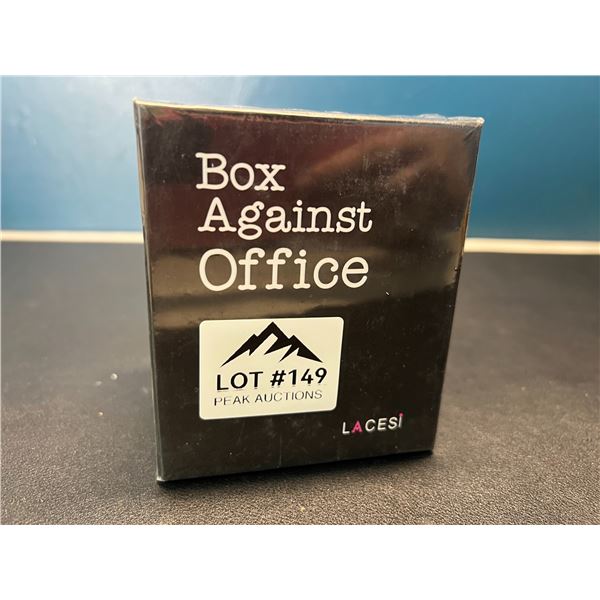 Box
Against
Office
LOT #149
PEAK AUCTIONS
LACESi